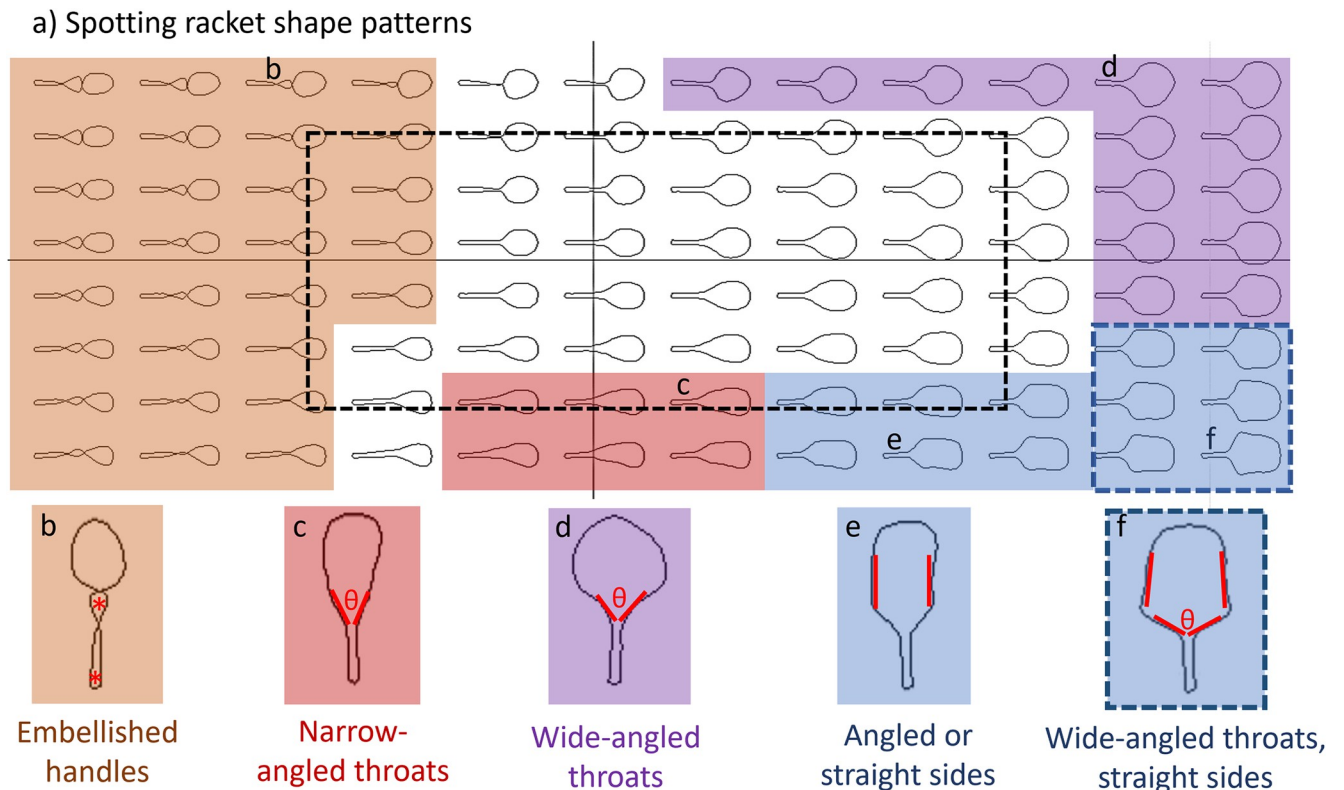 a) Spotting racket shape patterns
b
d
c
e
f
b
c
d
e
f
*
*
θ
θ
θ
Embellished
handles
Narrow-
angled throats
Wide-angled
throats
Angled or
straight sides
Wide-angled throats,
straight sides